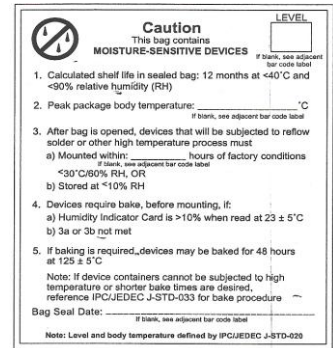 LEVEL
Caution
This bag contains
MOISTURE-SENSITIVE DEVICES
If blank, see adjacent
bar code label
1. Calculated shelf life in sealed bag: 12 months at <40°C and
<90% relative humidity (RH)
2. Peak package body temperature: ____________ °C
If blank, see adjacent bar code label
3. After bag is opened, devices that will be subjected to reflow
solder or other high temperature process must
a) Mounted within: __________ hours of factory conditions
If blank, see adjacent bar code label
<30°C/60% RH, OR
b) Stored at <10% RH
4. Devices require bake, before mounting, if:
a) Humidity Indicator Card is >10% when read at 23 ± 5°C
b) 3a or 3b not met
5. If baking is required, devices may be baked for 48 hours
at 125 ± 5°C
Note: If device containers cannot be subjected to high
temperature or shorter bake times are desired,
reference IPC/JEDEC J-STD-033 for bake procedure
Bag Seal Date: ____________
If blank, see adjacent bar code label
Note: Level and body temperature defined by IPC/JEDEC J-STD-020